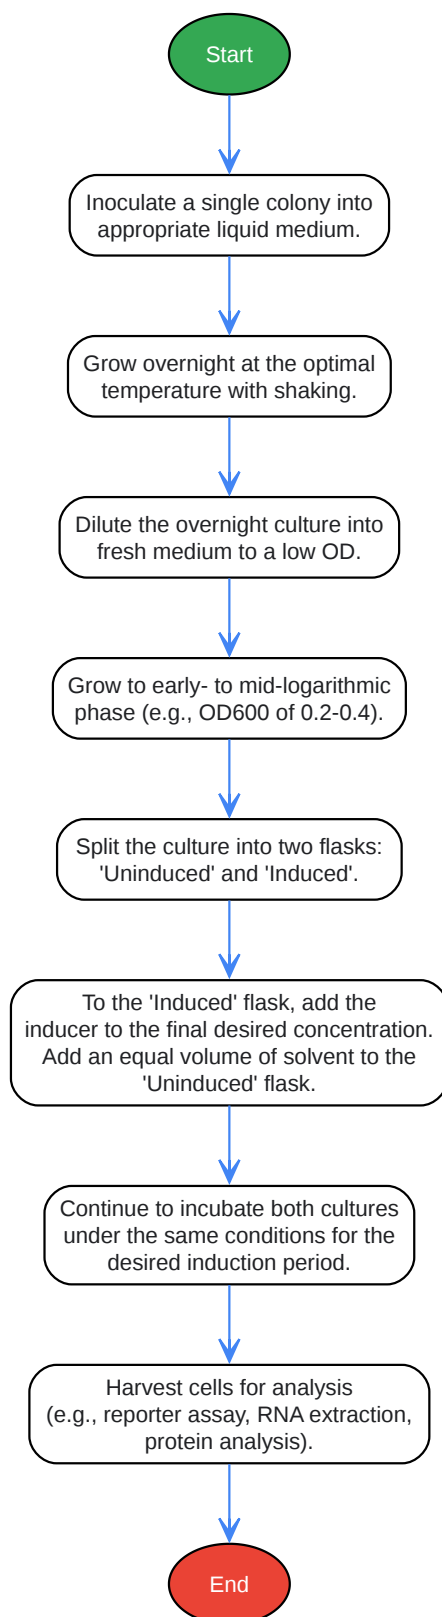 Start
Inoculate a single colony into
appropriate liquid medium.
Grow overnight at the optimal
temperature with shaking.
Dilute the overnight culture into
fresh medium to a low OD.
Grow to early- to mid-logarithmic
phase (e.g., OD600 of 0.2-0.4).
Split the culture into two flasks:
'Uninduced' and 'Induced'.
To the 'Induced' flask, add the
inducer to the final desired concentration.
Add an equal volume of solvent to the
'Uninduced' flask.
Continue to incubate both cultures
under the same conditions for the
desired induction period.
Harvest cells for analysis
(e.g., reporter assay, RNA extraction,
protein analysis).
End